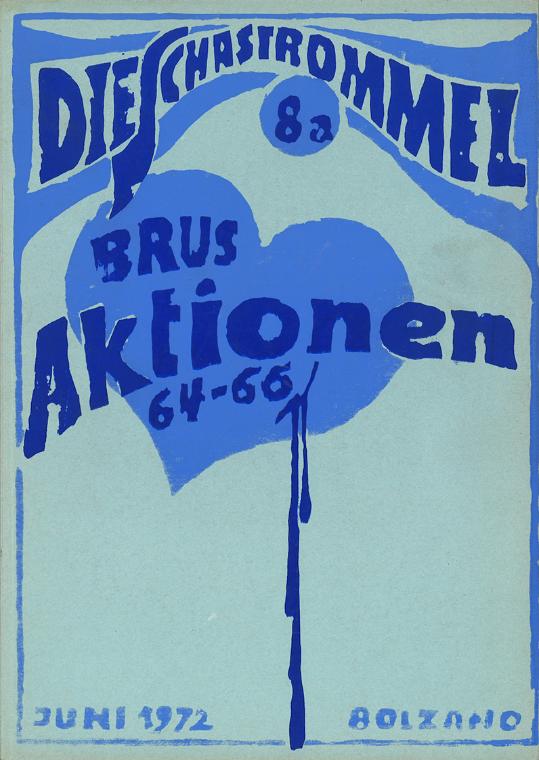 DIE SCHASTROMMEL
8a
BRUS
Aktionen
64-66
JUNI 1972 BOLZANO